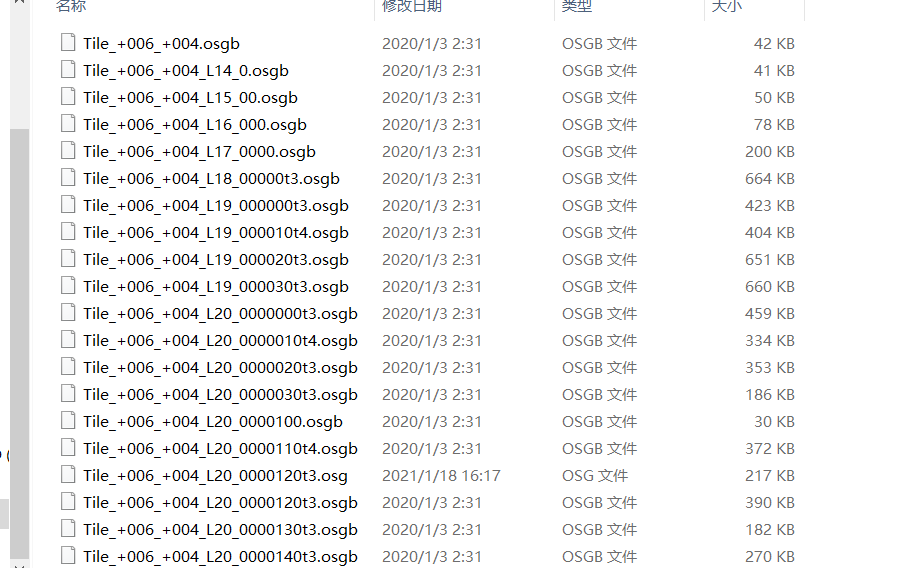 名称 修改日期 类型 大小
Tile_+006_+004.osgb 2020/1/3 2:31 OSGB 文件 42 KB
Tile_+006_+004_L14_0.osgb 2020/1/3 2:31 OSGB 文件 41 KB
Tile_+006_+004_L15_00.osgb 2020/1/3 2:31 OSGB 文件 50 KB
Tile_+006_+004_L16_000.osgb 2020/1/3 2:31 OSGB 文件 78 KB
Tile_+006_+004_L17_0000.osgb 2020/1/3 2:31 OSGB 文件 200 KB
Tile_+006_+004_L18_00000t3.osgb 2020/1/3 2:31 OSGB 文件 664 KB
Tile_+006_+004_L19_000000t3.osgb 2020/1/3 2:31 OSGB 文件 423 KB
Tile_+006_+004_L19_000010t4.osgb 2020/1/3 2:31 OSGB 文件 404 KB
Tile_+006_+004_L19_000020t3.osgb 2020/1/3 2:31 OSGB 文件 651 KB
Tile_+006_+004_L19_000030t3.osgb 2020/1/3 2:31 OSGB 文件 660 KB
Tile_+006_+004_L20_0000000t3.osgb 2020/1/3 2:31 OSGB 文件 459 KB
Tile_+006_+004_L20_0000010t4.osgb 2020/1/3 2:31 OSGB 文件 334 KB
Tile_+006_+004_L20_0000020t3.osgb 2020/1/3 2:31 OSGB 文件 353 KB
Tile_+006_+004_L20_0000030t3.osgb 2020/1/3 2:31 OSGB 文件 186 KB
Tile_+006_+004_L20_0000100.osgb 2020/1/3 2:31 OSGB 文件 30 KB
Tile_+006_+004_L20_0000110t4.osgb 2020/1/3 2:31 OSGB 文件 372 KB
Tile_+006_+004_L20_0000120t3.osg 2021/1/18 16:17 OSG 文件 217 KB
Tile_+006_+004_L20_0000120t3.osgb 2020/1/3 2:31 OSGB 文件 390 KB
Tile_+006_+004_L20_0000130t3.osgb 2020/1/3 2:31 OSGB 文件 182 KB
Tile_+006_+004_L20_0000140t3.osgb 2020/1/3 2:31 OSGB 文件 270 KB